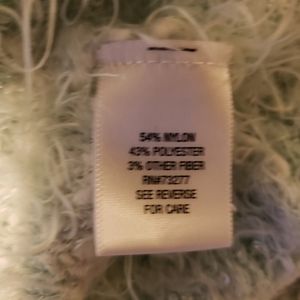 54% NYLON
43% POLYESTER
3% OTHER FIBER
RN#73277
SEE REVERSE
FOR CARE